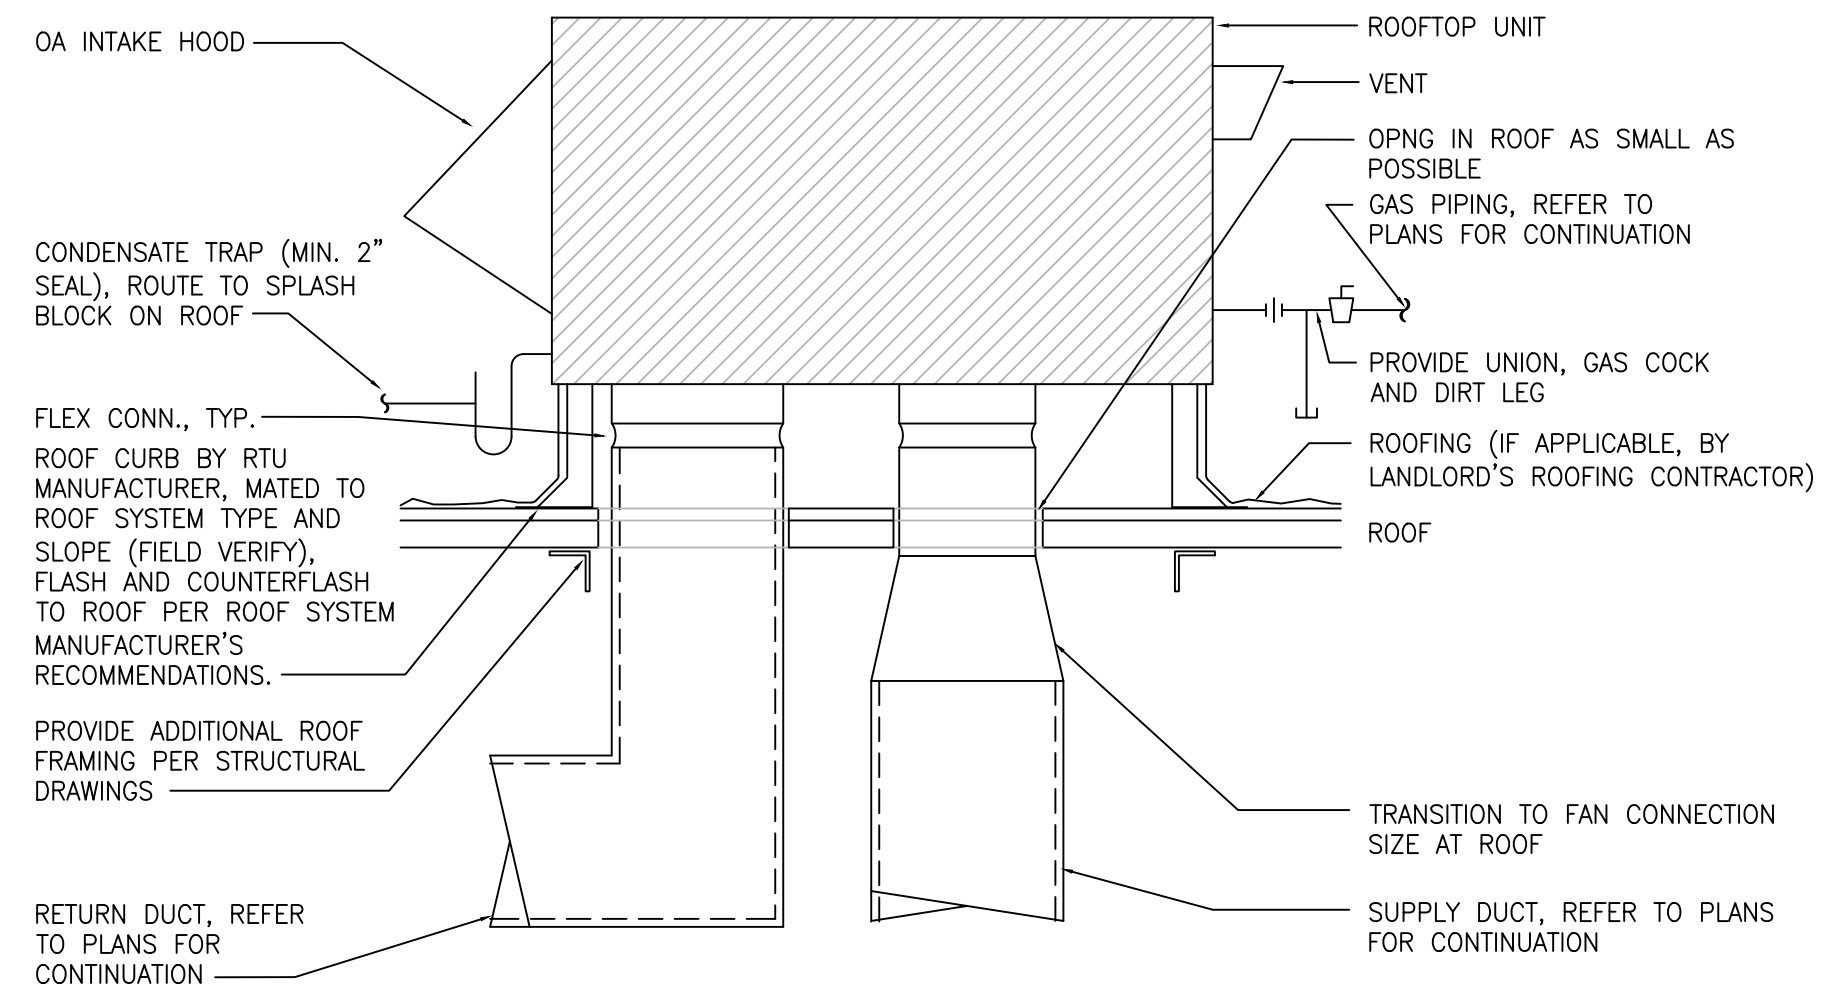 OA INTAKE HOOD
CONDENSATE TRAP (MIN. 2"
SEAL), ROUTE TO SPLASH
BLOCK ON ROOF
FLEX CONN., TYP.
ROOF CURB BY RTU
MANUFACTURER, MATED TO
ROOF SYSTEM TYPE AND
SLOPE (FIELD VERIFY),
FLASH AND COUNTERFLASH
TO ROOF PER ROOF SYSTEM
MANUFACTURER'S
RECOMMENDATIONS.
PROVIDE ADDITIONAL ROOF
FRAMING PER STRUCTURAL
DRAWINGS
RETURN DUCT, REFER
TO PLANS FOR
CONTINUATION
ROOFTOP UNIT
VENT
OPNG IN ROOF AS SMALL AS
POSSIBLE
GAS PIPING, REFER TO
PLANS FOR CONTINUATION
PROVIDE UNION, GAS COCK
AND DIRT LEG
ROOFING (IF APPLICABLE, BY
LANDLORD'S ROOFING CONTRACTOR)
ROOF
TRANSITION TO FAN CONNECTION
SIZE AT ROOF
SUPPLY DUCT, REFER TO PLANS
FOR CONTINUATION